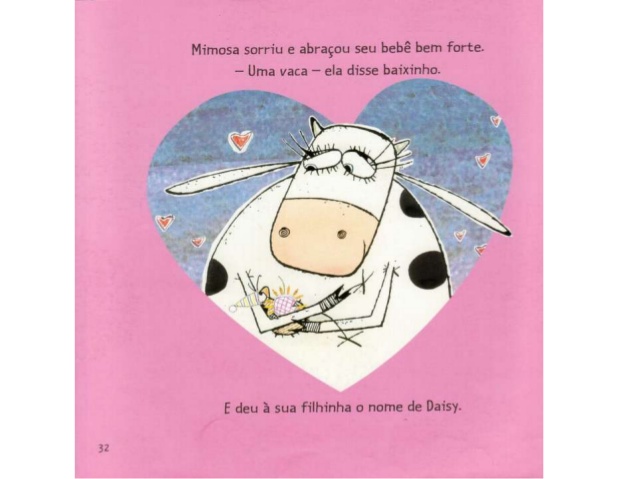 Mimosa sorriu e abraçou seu bebê bem forte.
– Uma vaca – ela disse baixinho.
E deu à sua filhinha o nome de Daisy.
32